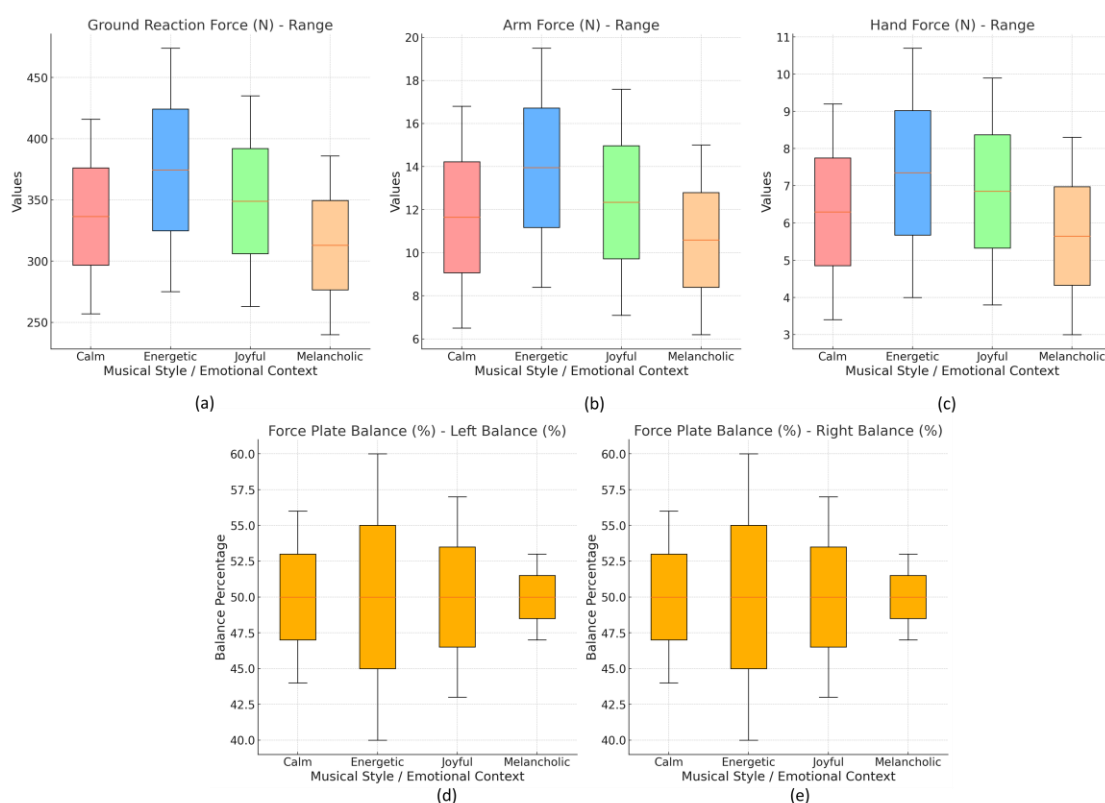 Ground Reaction Force (N) - Range
Values
450
400
350
300
250
Calm Energetic Joyful Melancholic
Musical Style / Emotional Context
(a)
Arm Force (N) - Range
Values
20
18
16
14
12
10
8
6
Calm Energetic Joyful Melancholic
Musical Style / Emotional Context
(b)
Hand Force (N) - Range
Values
11
10
9
8
7
6
5
4
3
Calm Energetic Joyful Melancholic
Musical Style / Emotional Context
(c)
Force Plate Balance (%) - Left Balance (%)
Balance Percentage
60.0
57.5
55.0
52.5
50.0
47.5
45.0
42.5
40.0
Calm Energetic Joyful Melancholic
Musical Style / Emotional Context
(d)
Force Plate Balance (%) - Right Balance (%)
Balance Percentage
60.0
57.5
55.0
52.5
50.0
47.5
45.0
42.5
40.0
Calm Energetic Joyful Melancholic
Musical Style / Emotional Context
(e)